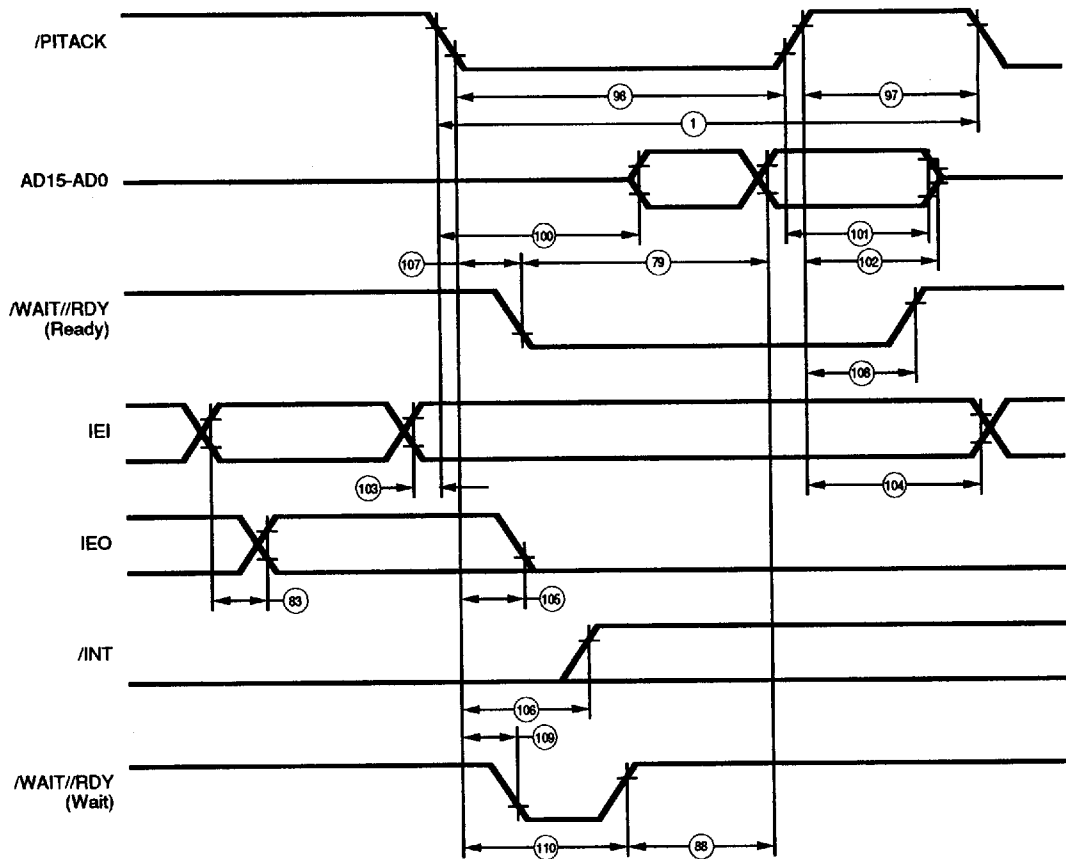 /PITACK
96
97
1
AD15-AD0
100
101
107
79
102
/WAIT//RDY
(Ready)
108
IEI
103
104
IEO
83
105
/INT
106
109
/WAIT//RDY
(Wait)
110
88